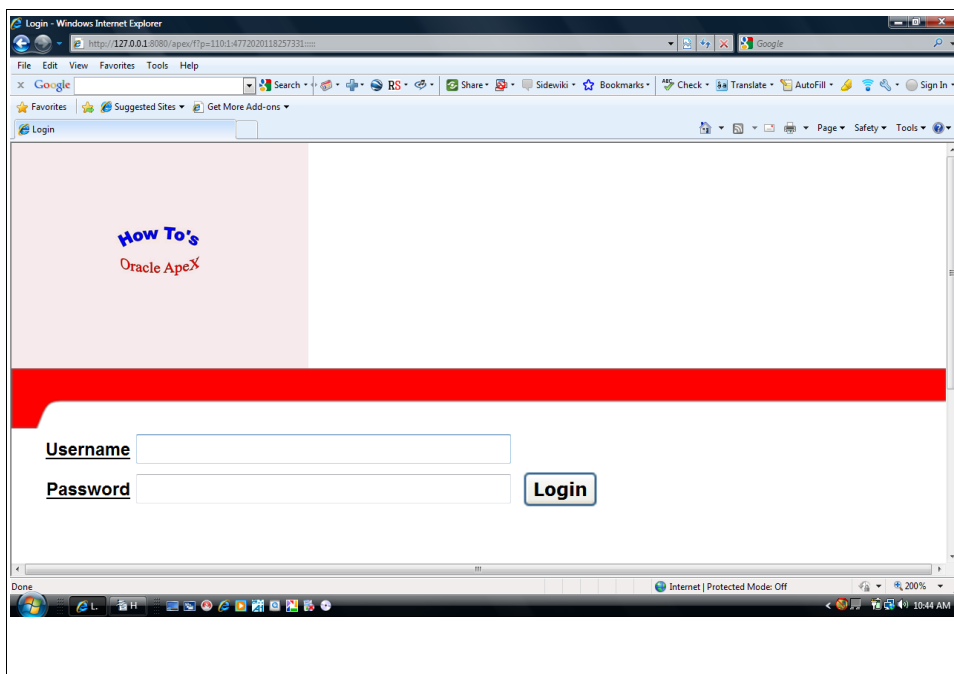 Login - Windows Internet Explorer
http://127.0.0.1:8080/apex/f?p=110:1:4772020118257331:::::
Google
File Edit View Favorites Tools Help
x Google Search RS Share Sidewiki Bookmarks Check Translate AutoFill Sign In
Favorites Suggested Sites Get More Add-ons
Login Page Safety Tools
How To's
Oracle ApeX
Username
Password Login
Done Internet | Protected Mode: Off 200%
L. H 10:44 AM